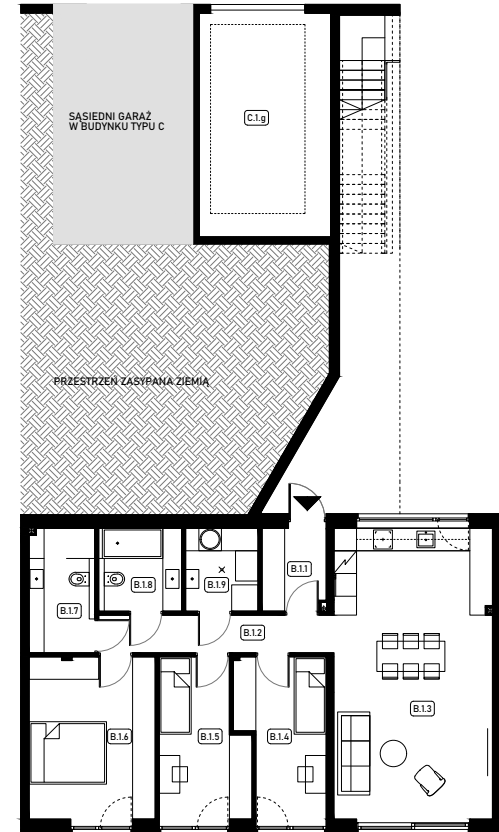 SĄSIEDNI GARAŻ
W BUDYNKU TYPU C
C.1.g
PRZESTRZEŃ ZASYPANA ZIEMIĄ
B.1.1
B.1.8
B.1.9
B.1.7
B.1.2
B.1.3
B.1.6
B.1.5
B.1.4